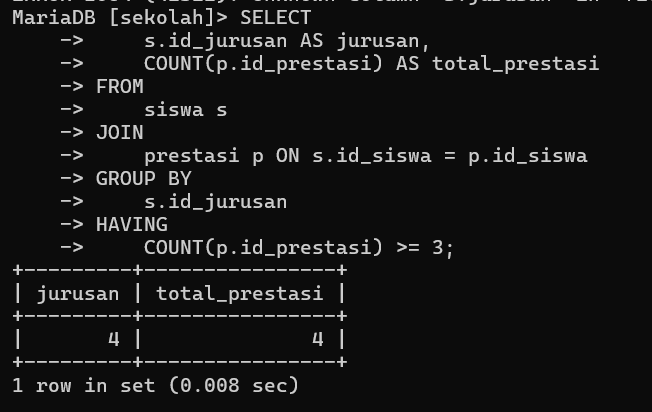 MariaDB [sekolah]> SELECT
    ->     s.id_jurusan AS jurusan,
    ->     COUNT(p.id_prestasi) AS total_prestasi
    -> FROM
    ->     siswa s
    -> JOIN
    ->     prestasi p ON s.id_siswa = p.id_siswa
    -> GROUP BY
    ->     s.id_jurusan
    -> HAVING
    ->     COUNT(p.id_prestasi) >= 3;
+---------+----------------+
| jurusan | total_prestasi |
+---------+----------------+
|       4 |              4 |
+---------+----------------+
1 row in set (0.008 sec)